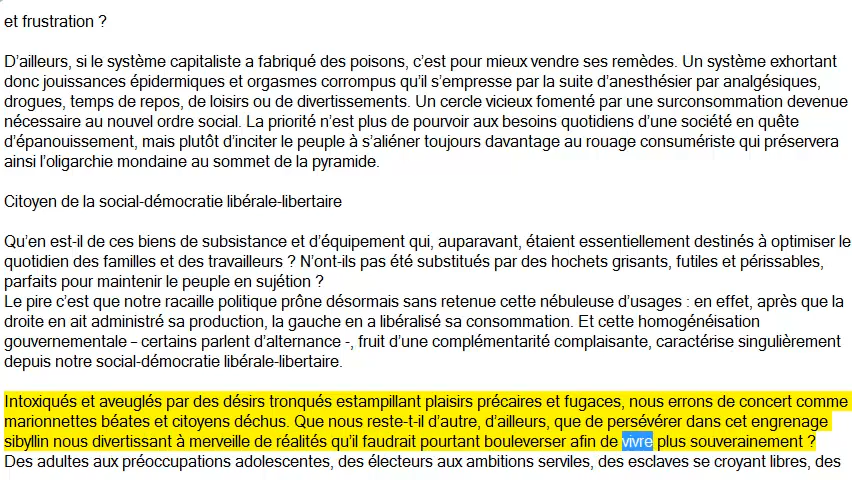 et frustration ?
D’ailleurs, si le système capitaliste a fabriqué des poisons, c’est pour mieux vendre ses remèdes. Un système exhortant
donc jouissances épidermiques et orgasmes corrompus qu’il s’empresse par la suite d’anesthésier par analgésiques,
drogues, temps de repos, de loisirs ou de divertissements. Un cercle vicieux fomenté par une surconsommation devenue
nécessaire au nouvel ordre social. La priorité n’est plus de pourvoir aux besoins quotidiens d’une société en quête
d’épanouissement, mais plutôt d’inciter le peuple à s’aliéner toujours davantage au rouage consumériste qui préservera
ainsi l’oligarchie mondaine au sommet de la pyramide.
Citoyen de la social-démocratie libérale-libertaire
Qu’en est-il de ces biens de subsistance et d’équipement qui, auparavant, étaient essentiellement destinés à optimiser le
quotidien des familles et des travailleurs ? N’ont-ils pas été substitués par des hochets grisants, futiles et périssables,
parfaits pour maintenir le peuple en sujétion ?
Le pire c’est que notre racaille politique prône désormais sans retenue cette nébuleuse d’usages : en effet, après que la
droite en ait administré sa production, la gauche en a libéralisé sa consommation. Et cette homogénéisation
gouvernementale – certains parlent d’alternance -, fruit d’une complémentarité complaisante, caractérise singulièrement
depuis notre social-démocratie libérale-libertaire.
Intoxiqués et aveuglés par des désirs tronqués estampillant plaisirs précaires et fugaces, nous errons de concert comme
marionnettes béates et citoyens déchus. Que nous reste-t-il d’autre, d’ailleurs, que de persévérer dans cet engrenage
sibyllin nous divertissant à merveille de réalités qu’il faudrait pourtant bouleverser afin de vivre plus souverainement ?
Des adultes aux préoccupations adolescentes, des électeurs aux ambitions serviles, des esclaves se croyant libres, des